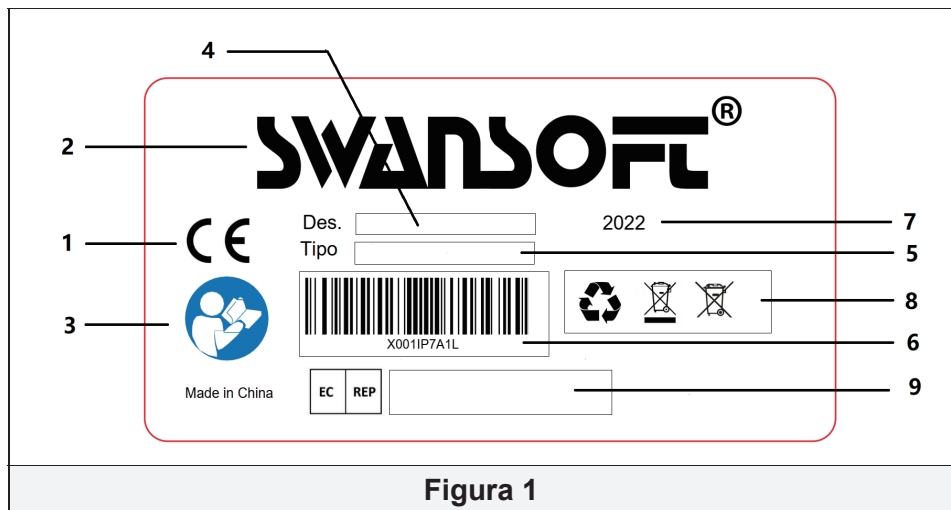 4
2
SWANSOFT®
Des.
2022
7
1
CE
Tipo
5
3
8
X001IP7A1L
6
Made in China
EC REP
9
Figura 1